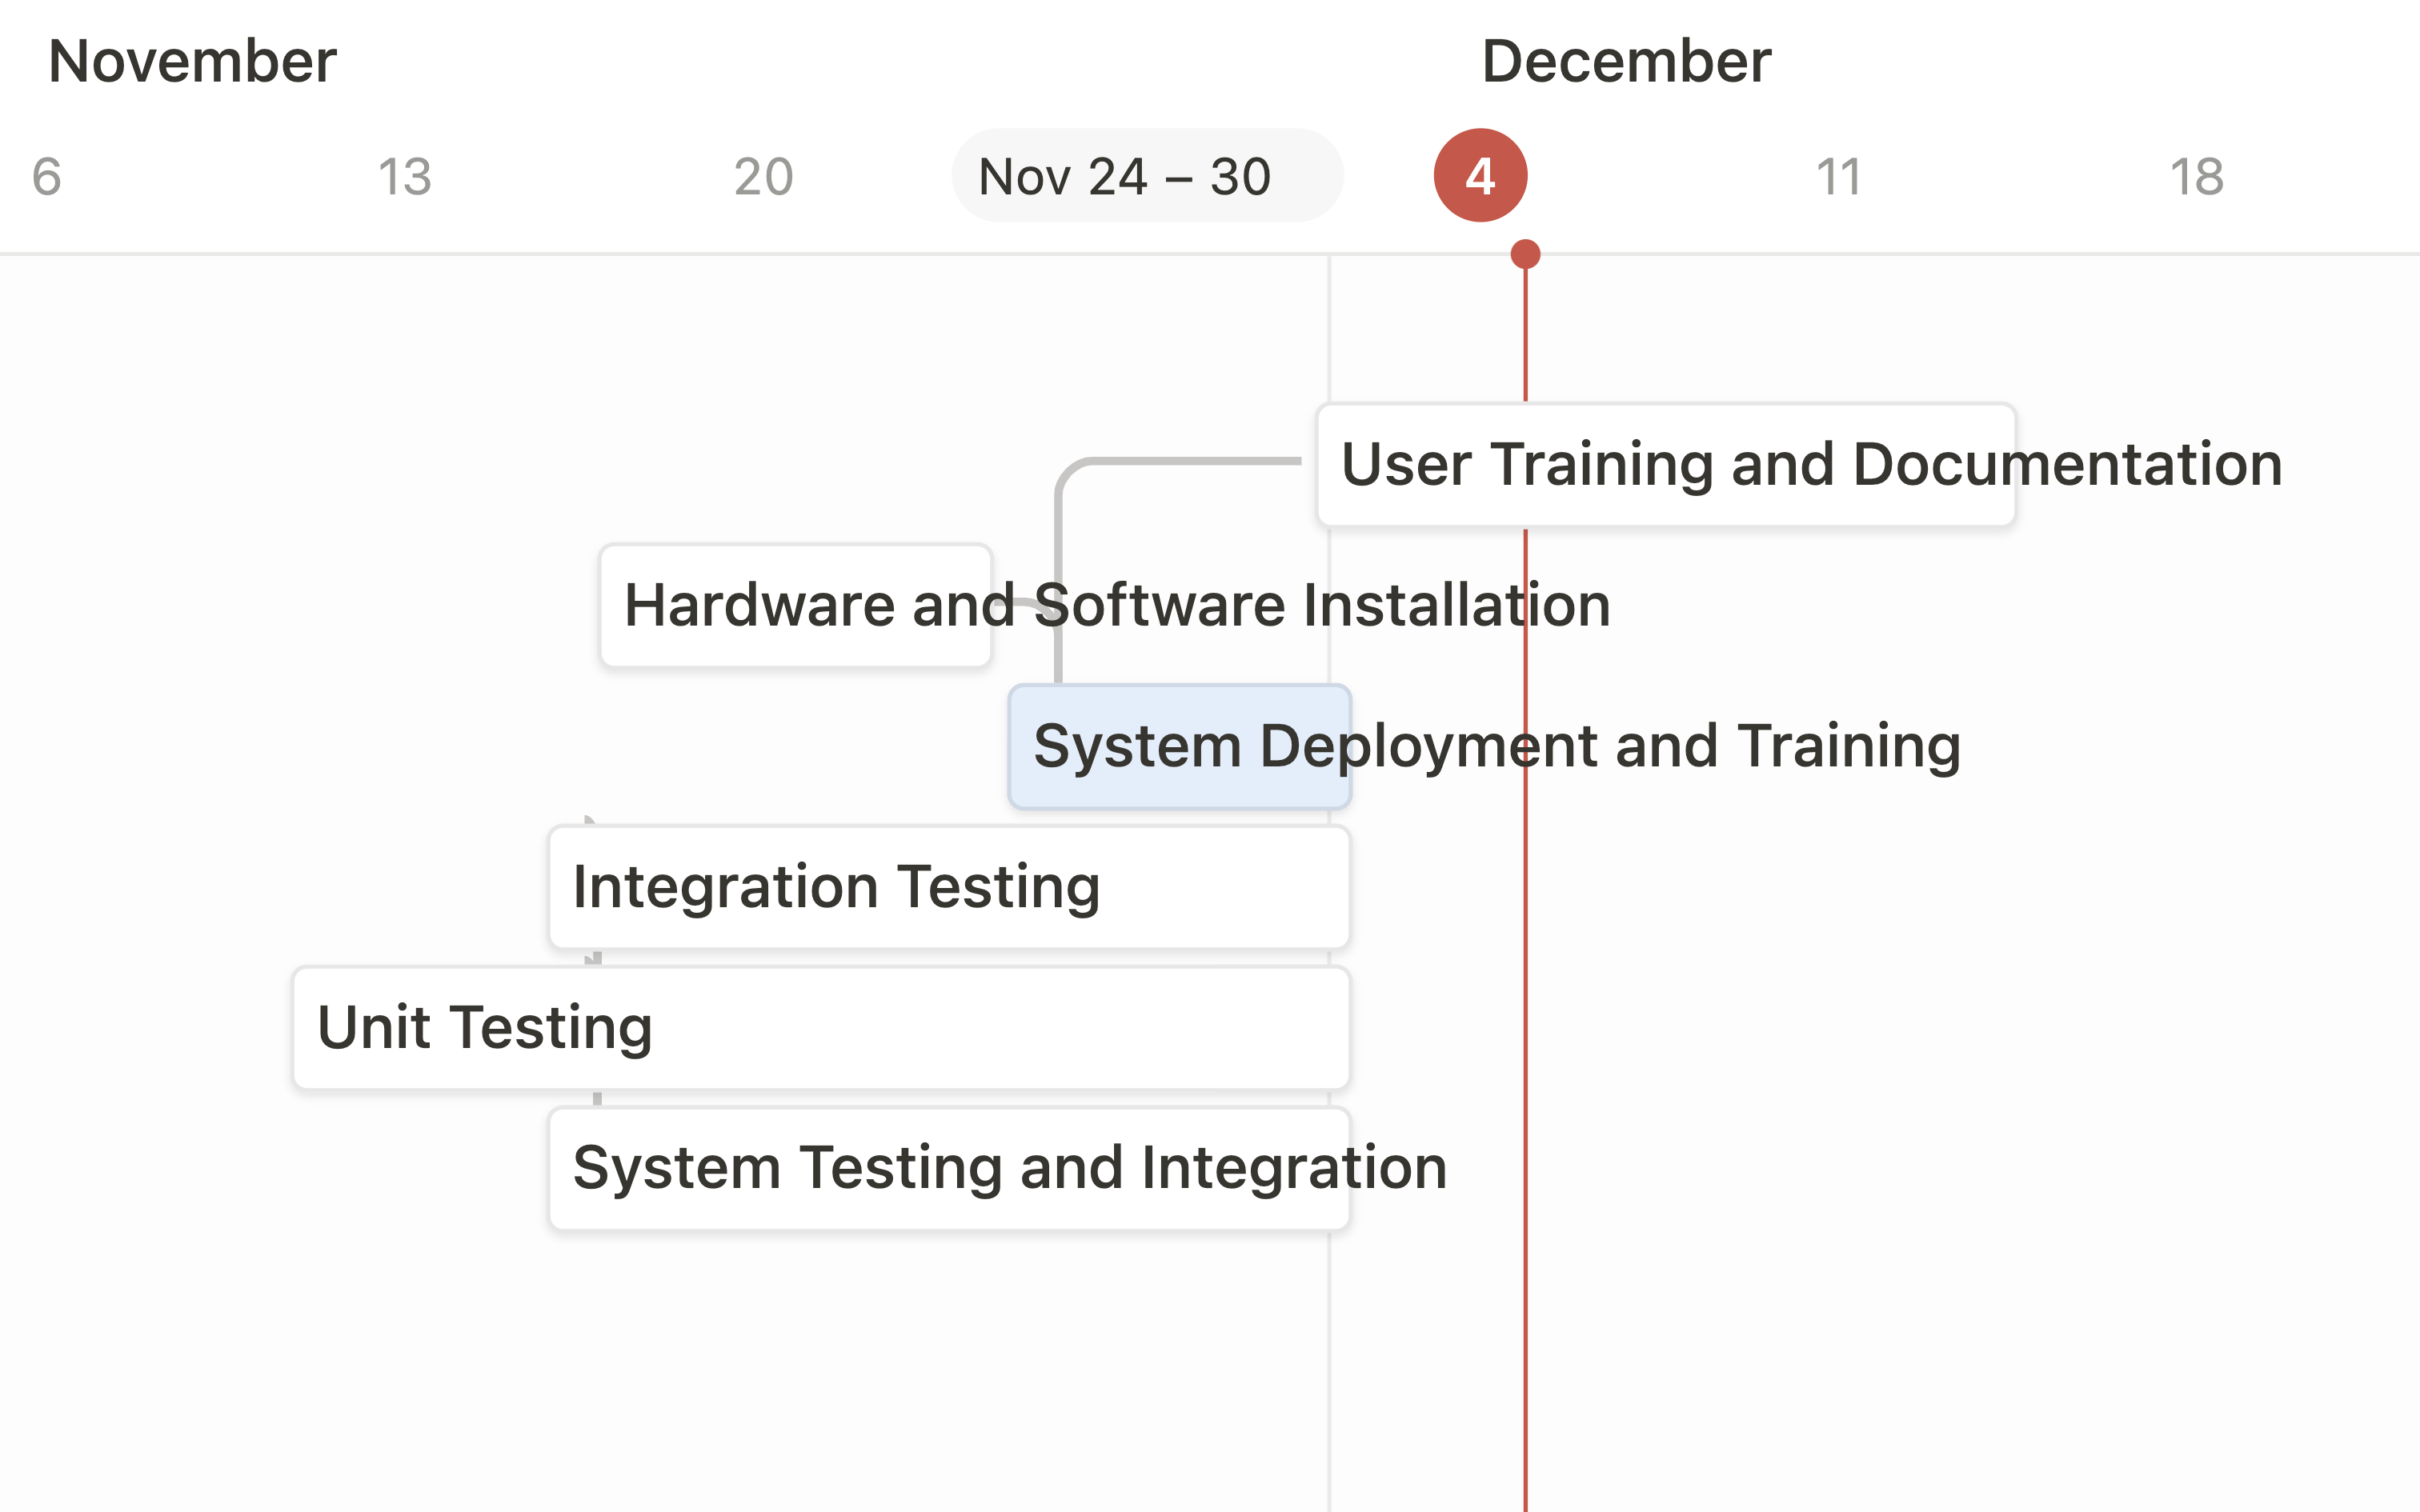 November December
6 13 20 Nov 24 – 30 4 11 18
User Training and Documentation
Hardware and Software Installation
System Deployment and Training
Integration Testing
Unit Testing
System Testing and Integration